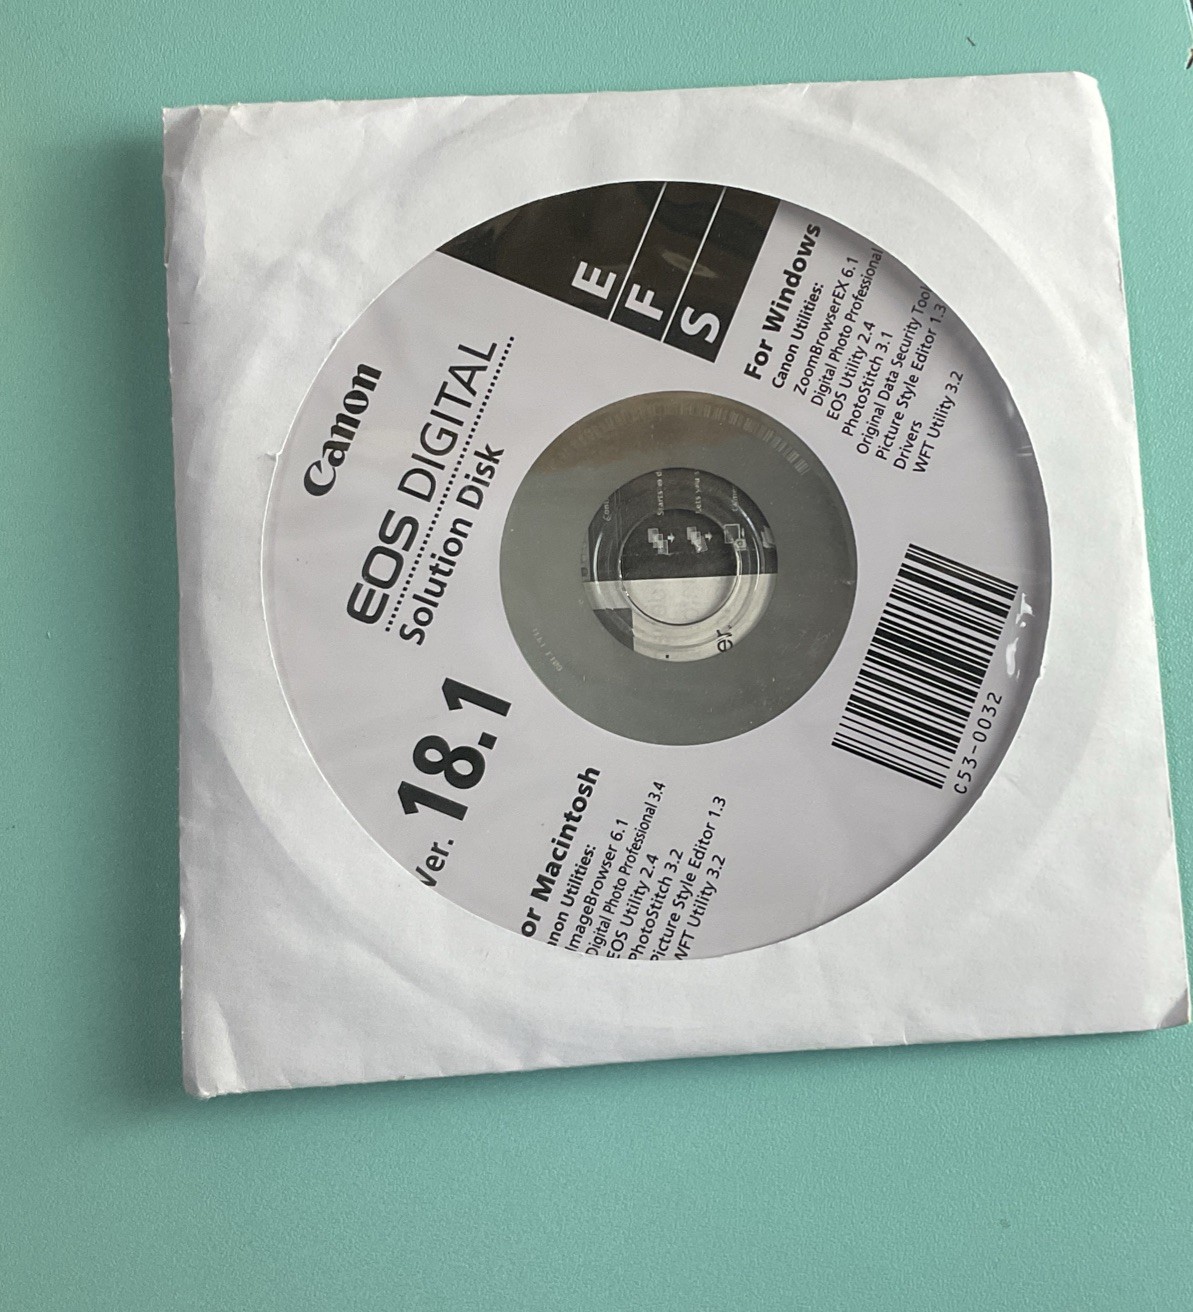 Canon
EOS DIGITAL
Solution Disk
Ver. 18.1
E
F
S
For Windows
Canon Utilities:
ZoomBrowserEX 6.1
Digital Photo Professional
EOS Utility 2.4
PhotoStitch 3.1
Original Data Security Tool
Picture Style Editor 1.3
Drivers
WFT Utility 3.2
or Macintosh
anon Utilities:
ImageBrowser 6.1
Digital Photo Professional 3.4
EOS Utility 2.4
PhotoStitch 3.2
Picture Style Editor 1.3
WFT Utility 3.2
C53-0032
er.